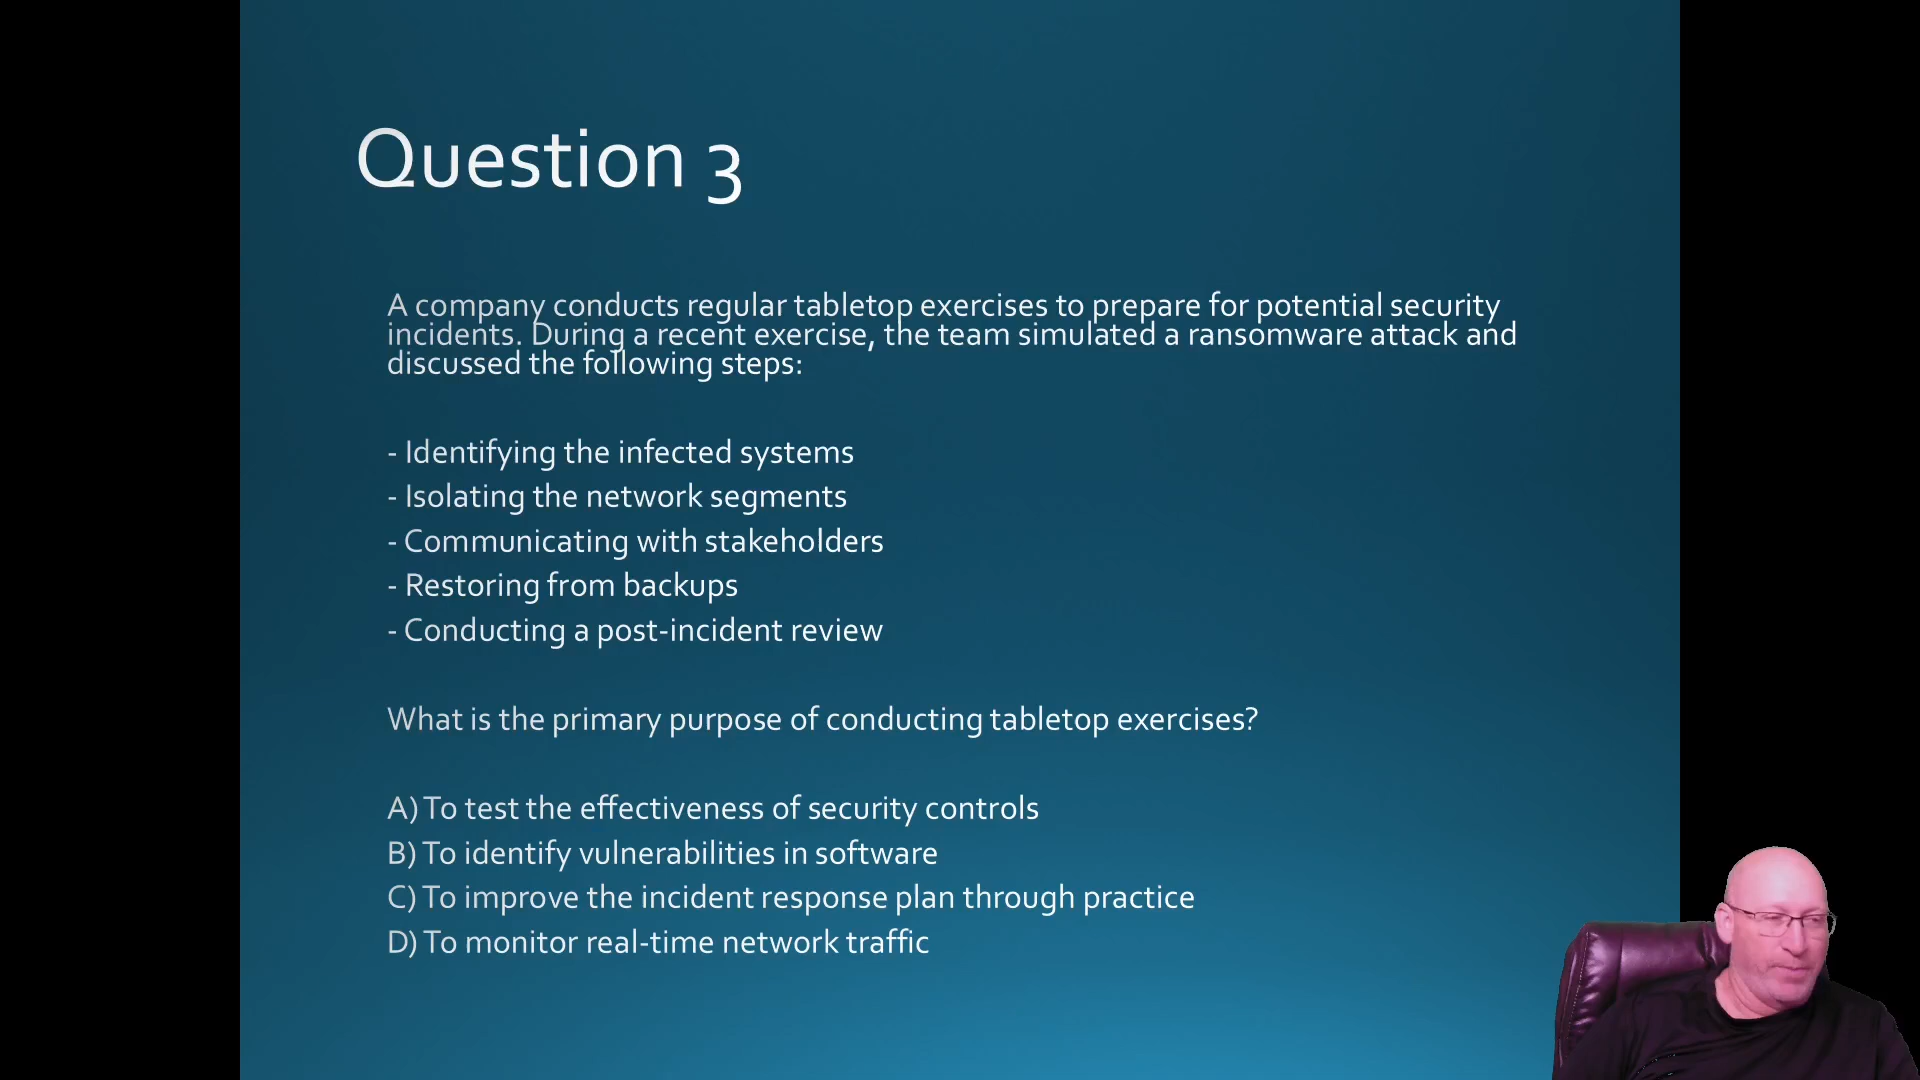 Question 3
A company conducts regular tabletop exercises to prepare for potential security
incidents. During a recent exercise, the team simulated a ransomware attack and
discussed the following steps:
- Identifying the infected systems
- Isolating the network segments
- Communicating with stakeholders
- Restoring from backups
- Conducting a post-incident review
What is the primary purpose of conducting tabletop exercises?
A) To test the effectiveness of security controls
B) To identify vulnerabilities in software
C) To improve the incident response plan through practice
D) To monitor real-time network traffic